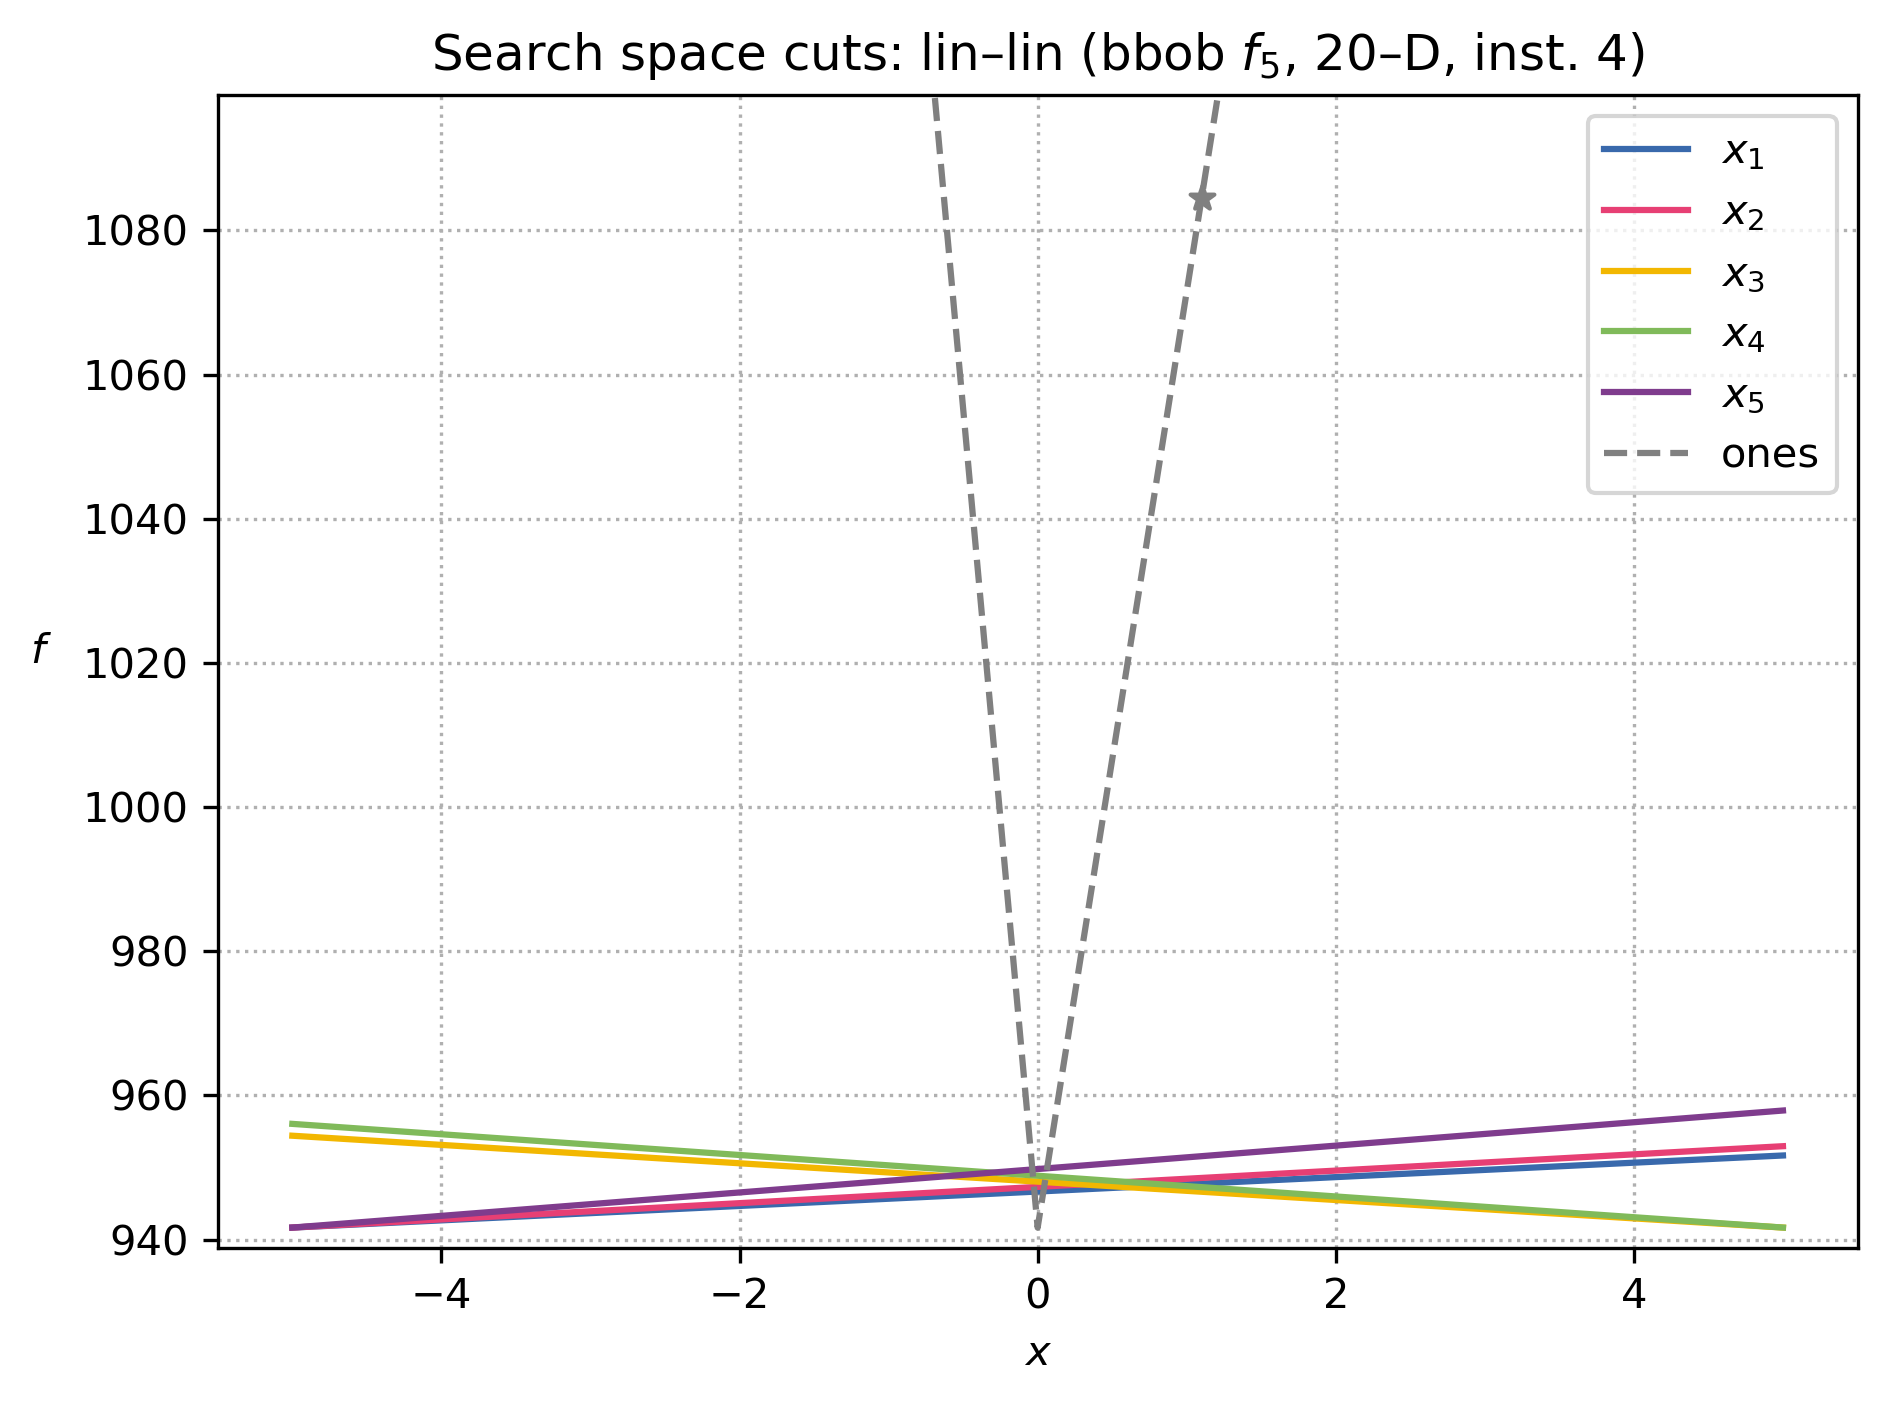 Search space cuts: lin–lin (bbob f₅, 20–D, inst. 4)
x₁
x₂
x₃
x₄
x₅
ones
1080
1060
1040
1020
1000
980
960
940
f
−4 −2 0 2 4
x